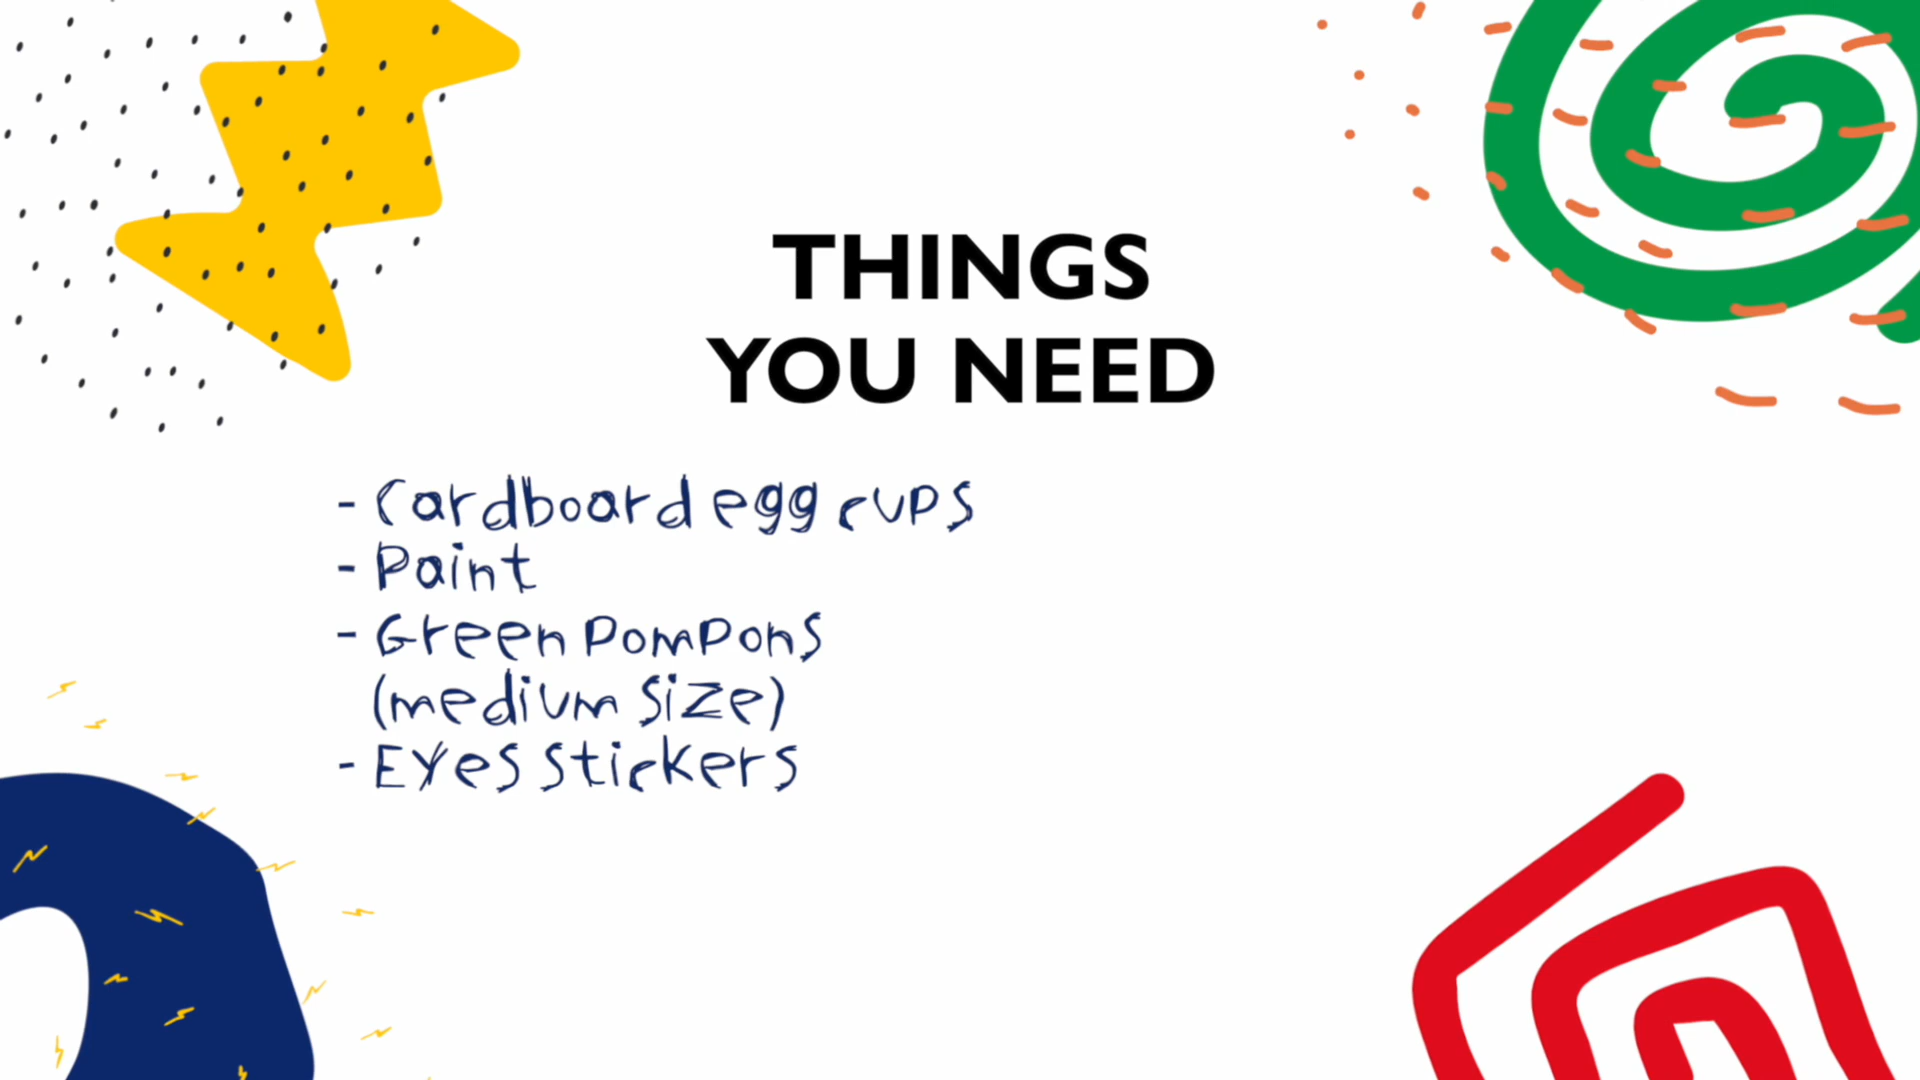 THINGS
YOU NEED
- Cardboard egg cups
- Paint
- Green Pompons
(medium size)
- Eyes stickers